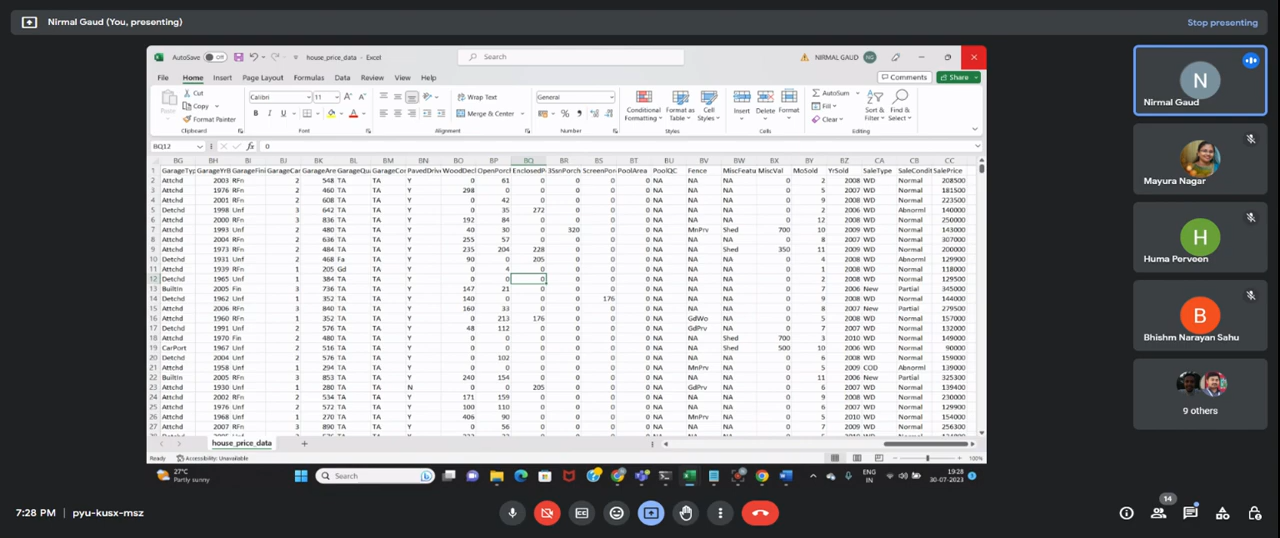 Nirmal Gaud (You, presenting)
Stop presenting
AutoSave Off house_price_data - Excel
Search
NIRMAL GAUD NG
File Home Insert Page Layout Formulas Data Review View Help
Comments Share
Paste
Cut
Copy
Format Painter
Clipboard
Calibri 11
B I U
Font
Wrap Text
Merge & Center
Alignment
General
Number
Conditional Formatting
Format as Table
Cell Styles
Styles
Insert Delete Format
Cells
AutoSum
Fill
Clear
Sort & Filter
Find & Select
Editing
BQ12 fx 0
BG BH BI BJ BK BL BM BN BO BP BQ BR BS BT BU BV BW BX BY BZ CA CB CC
1 GarageTyp GarageYrB GarageFini GarageCar GarageAre GarageQu GarageCor PavedDriv WoodDecl OpenPorcl EnclosedP 3SsnPorch ScreenPorc PoolArea PoolQC Fence MiscFeatu MiscVal MoSold YrSold SaleType SaleCondit SalePrice
2 Attchd 2003 RFn 2 548 TA TA Y 0 61 0 0 0 0 NA NA NA 0 2 2008 WD Normal 208500
3 Attchd 1976 RFn 2 460 TA TA Y 298 0 0 0 0 0 NA NA NA 0 5 2007 WD Normal 181500
4 Attchd 2001 RFn 2 608 TA TA Y 0 42 0 0 0 0 NA NA NA 0 9 2008 WD Normal 223500
5 Detchd 1998 Unf 3 642 TA TA Y 0 35 272 0 0 0 NA NA NA 0 2 2006 WD Abnorml 140000
6 Attchd 2000 RFn 3 836 TA TA Y 192 84 0 0 0 0 NA NA NA 0 12 2008 WD Normal 250000
7 Attchd 1993 Unf 2 480 TA TA Y 40 30 0 320 0 0 NA MnPrv Shed 700 10 2009 WD Normal 143000
8 Attchd 2004 RFn 2 636 TA TA Y 255 57 0 0 0 0 NA NA NA 0 8 2007 WD Normal 307000
9 Attchd 1973 RFn 2 484 TA TA Y 235 204 228 0 0 0 NA NA Shed 350 11 2009 WD Normal 200000
10 Detchd 1931 Unf 2 468 Fa TA Y 90 0 205 0 0 0 NA NA NA 0 4 2008 WD Abnorml 129900
11 Attchd 1939 RFn 1 205 Gd TA Y 0 4 0 0 0 0 NA NA NA 0 1 2008 WD Normal 118000
12 Detchd 1965 Unf 1 384 TA TA Y 0 0 0 0 0 0 NA NA NA 0 2 2008 WD Normal 129500
13 BuiltIn 2005 Fin 3 736 TA TA Y 147 21 0 0 0 0 NA NA NA 0 7 2006 New Partial 345000
14 Detchd 1962 Unf 1 352 TA TA Y 140 0 0 0 176 0 NA NA NA 0 9 2008 WD Normal 144000
15 Attchd 2006 RFn 3 840 TA TA Y 160 33 0 0 0 0 NA NA NA 0 8 2007 New Partial 279500
16 Attchd 1960 RFn 1 352 TA TA Y 0 213 176 0 0 0 NA GdWo NA 0 5 2008 WD Normal 157000
17 Attchd 1991 Unf 2 576 TA TA Y 48 112 0 0 0 0 NA GdPrv NA 0 7 2007 WD Normal 132000
18 Attchd 1970 Fin 2 480 TA TA Y 0 0 0 0 0 0 NA NA Shed 700 3 2010 WD Normal 149000
19 CarPort 1967 Unf 2 516 TA TA Y 0 0 0 0 0 0 NA NA Shed 500 10 2006 WD Normal 90000
20 Detchd 2004 Unf 2 576 TA TA Y 0 102 0 0 0 0 NA NA NA 0 6 2008 WD Normal 159000
21 Attchd 1958 Unf 1 294 TA TA Y 0 0 0 0 0 0 NA MnPrv NA 0 5 2009 COD Abnorml 139000
22 BuiltIn 2005 RFn 3 853 TA TA Y 240 154 0 0 0 0 NA NA NA 0 11 2006 New Partial 325300
23 Attchd 1930 Unf 1 280 TA TA N 0 0 205 0 0 0 NA GdPrv NA 0 6 2007 WD Normal 139400
24 Attchd 2002 RFn 2 534 TA TA Y 171 159 0 0 0 0 NA NA NA 0 9 2008 WD Normal 230000
25 Attchd 1976 Unf 2 572 TA TA Y 100 110 0 0 0 0 NA NA NA 0 6 2007 WD Normal 129900
26 Attchd 1968 Unf 1 270 TA TA Y 406 90 0 0 0 0 NA MnPrv NA 0 5 2010 WD Normal 154000
27 Attchd 2007 RFn 3 890 TA TA Y 0 56 0 0 0 0 NA NA NA 0 7 2009 WD Normal 256300
house_price_data
Ready Accessibility: Unavailable
100%
27°C
Partly sunny
Search
ENG
IN
19:28
30-07-2023
N
Nirmal Gaud
Mayura Nagar
H
Huma Perveen
B
Bhishm Narayan Sahu
9 others
7:28 PM | pyu-kusx-msz
14